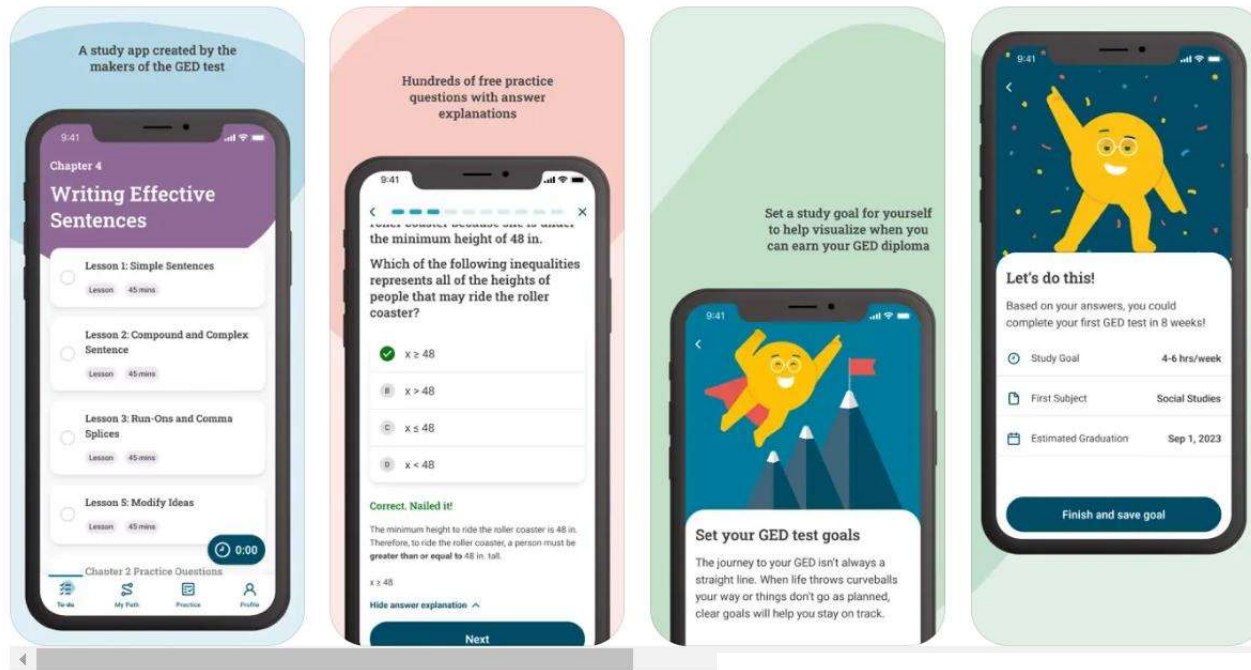 A study app created by the
makers of the GED test
9:41
Chapter 4
Writing Effective
Sentences
Lesson 1: Simple Sentences
Lesson 45 mins
Lesson 2: Compound and Complex
Sentence
Lesson 45 mins
Lesson 3: Run-Ons and Comma
Splices
Lesson 45 mins
Lesson 5: Modify Ideas
Lesson 45 mins
0:00
Chapter 2 Practice Questions
To-do My Path Practice Profile
Hundreds of free practice
questions with answer
explanations
9:41
roller coaster because she is under
the minimum height of 48 in.
Which of the following inequalities
represents all of the heights of
people that may ride the roller
coaster?
x ≥ 48
B x > 48
C x ≤ 48
D x < 48
Correct. Nailed it!
The minimum height to ride the roller coaster is 48 in.
Therefore, to ride the roller coaster, a person must be
greater than or equal to 48 in. tall.
x ≥ 48
Hide answer explanation
Next
Set a study goal for yourself
to help visualize when you
can earn your GED diploma
9:41
Set your GED test goals
The journey to your GED isn't always a
straight line. When life throws curveballs
your way or things don't go as planned,
clear goals will help you stay on track.
9:41
Let's do this!
Based on your answers, you could
complete your first GED test in 8 weeks!
Study Goal 4-6 hrs/week
First Subject Social Studies
Estimated Graduation Sep 1, 2023
Finish and save goal